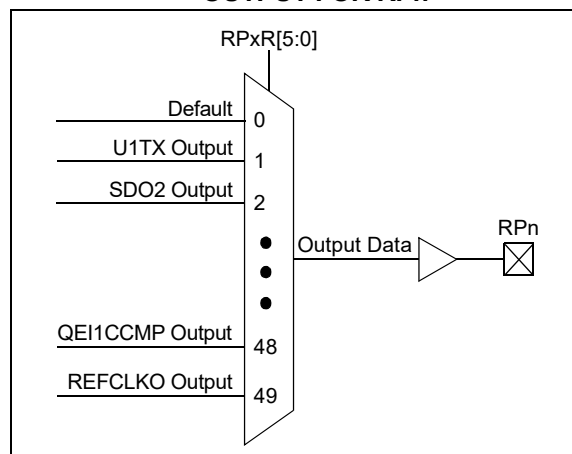 RPxR[5:0]
Default
0
U1TX Output
1
SDO2 Output
2
Output Data
RPn
QEI1CCMP Output
48
REFCLKO Output
49